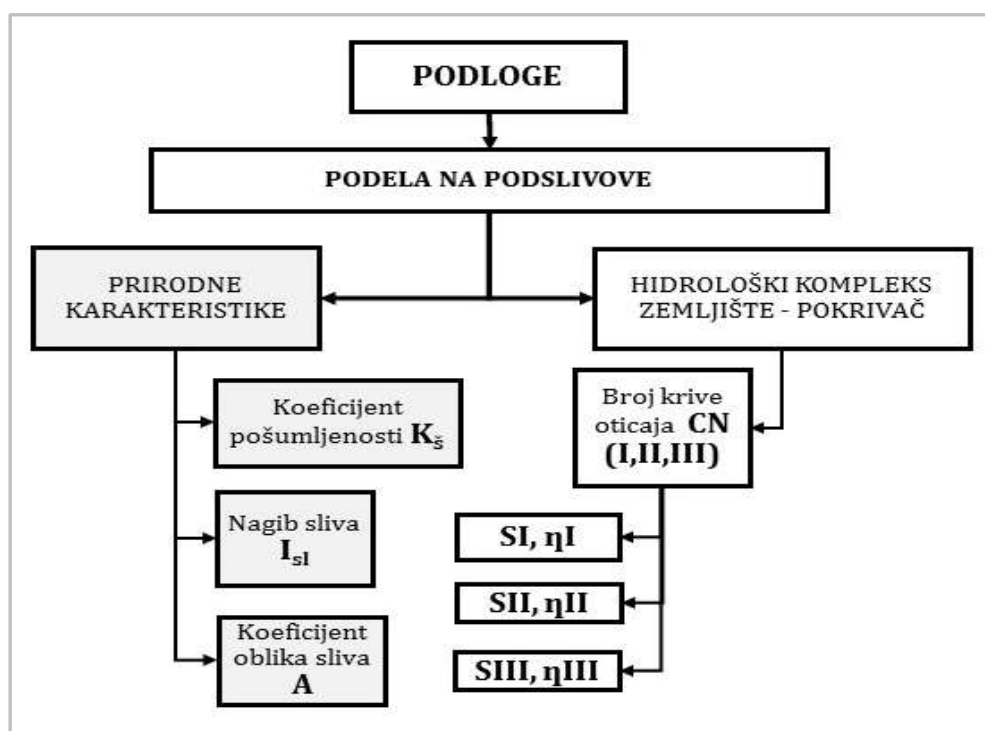 PODLOGE
PODELA NA PODSLIVOVE
PRIRODNE
KARAKTERISTIKE
HIDROLOŠKI KOMPLEKS
ZEMLJIŠTE - POKRIVAČ
Koeficijent
pošumljenosti Kš
Nagib sliva
Isl
Koeficijent
oblika sliva
A
Broj krive
oticaja CN
(I,II,III)
SI, ηI
SII, ηII
SIII, ηIII